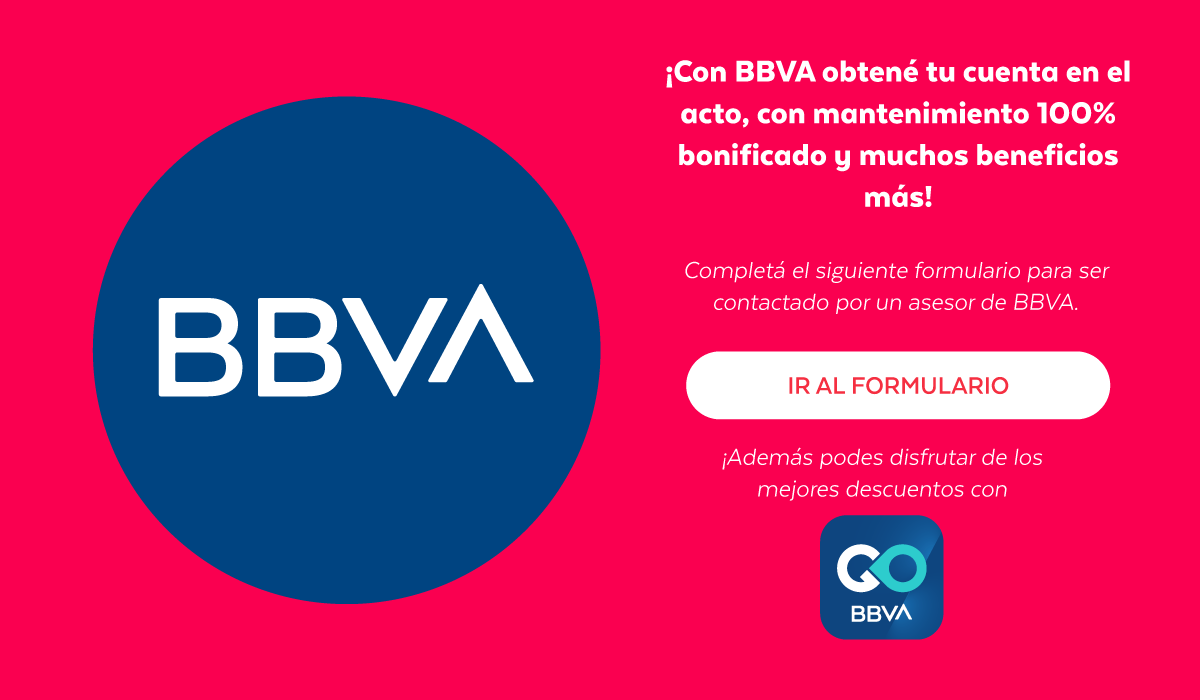 BBVA
¡Con BBVA obtené tu cuenta en el
acto, con mantenimiento 100%
bonificado y muchos beneficios
más!
Completá el siguiente formulario para ser
contactado por un asesor de BBVA.
IR AL FORMULARIO
¡Además podes disfrutar de los
mejores descuentos con
GO
BBVA